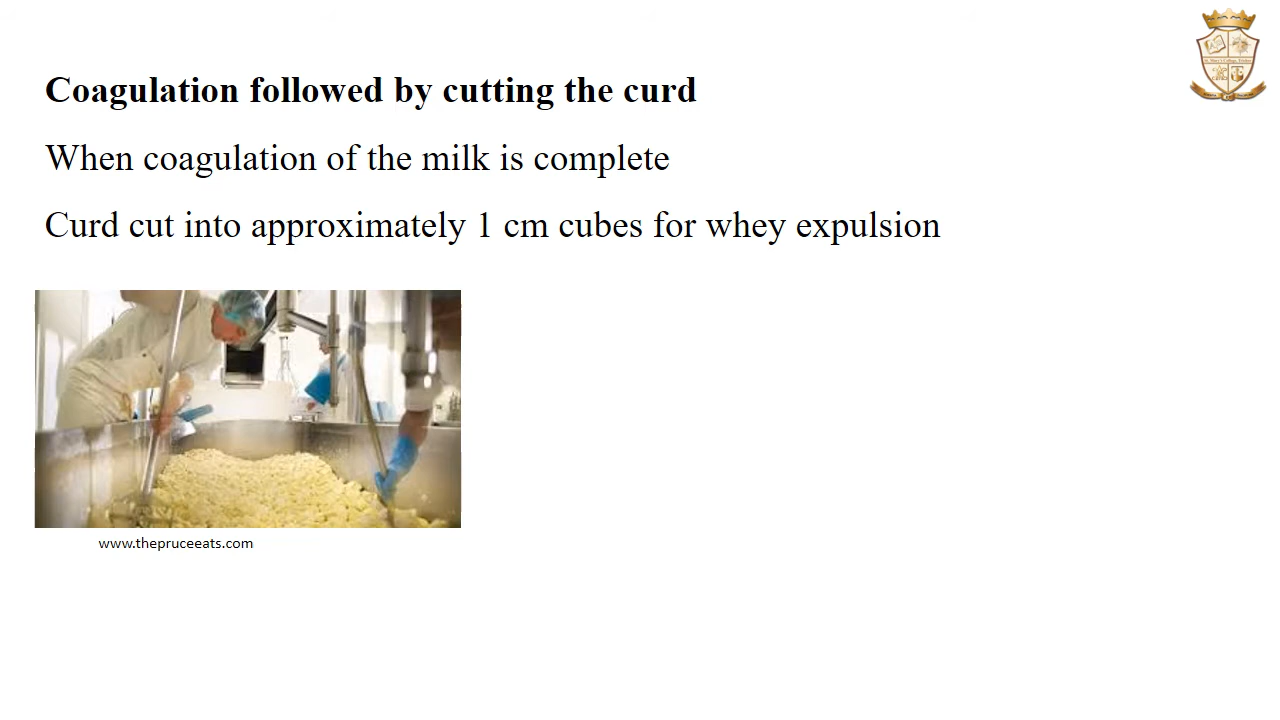 Coagulation followed by cutting the curd
When coagulation of the milk is complete
Curd cut into approximately 1 cm cubes for whey expulsion
www.thepruceeats.com